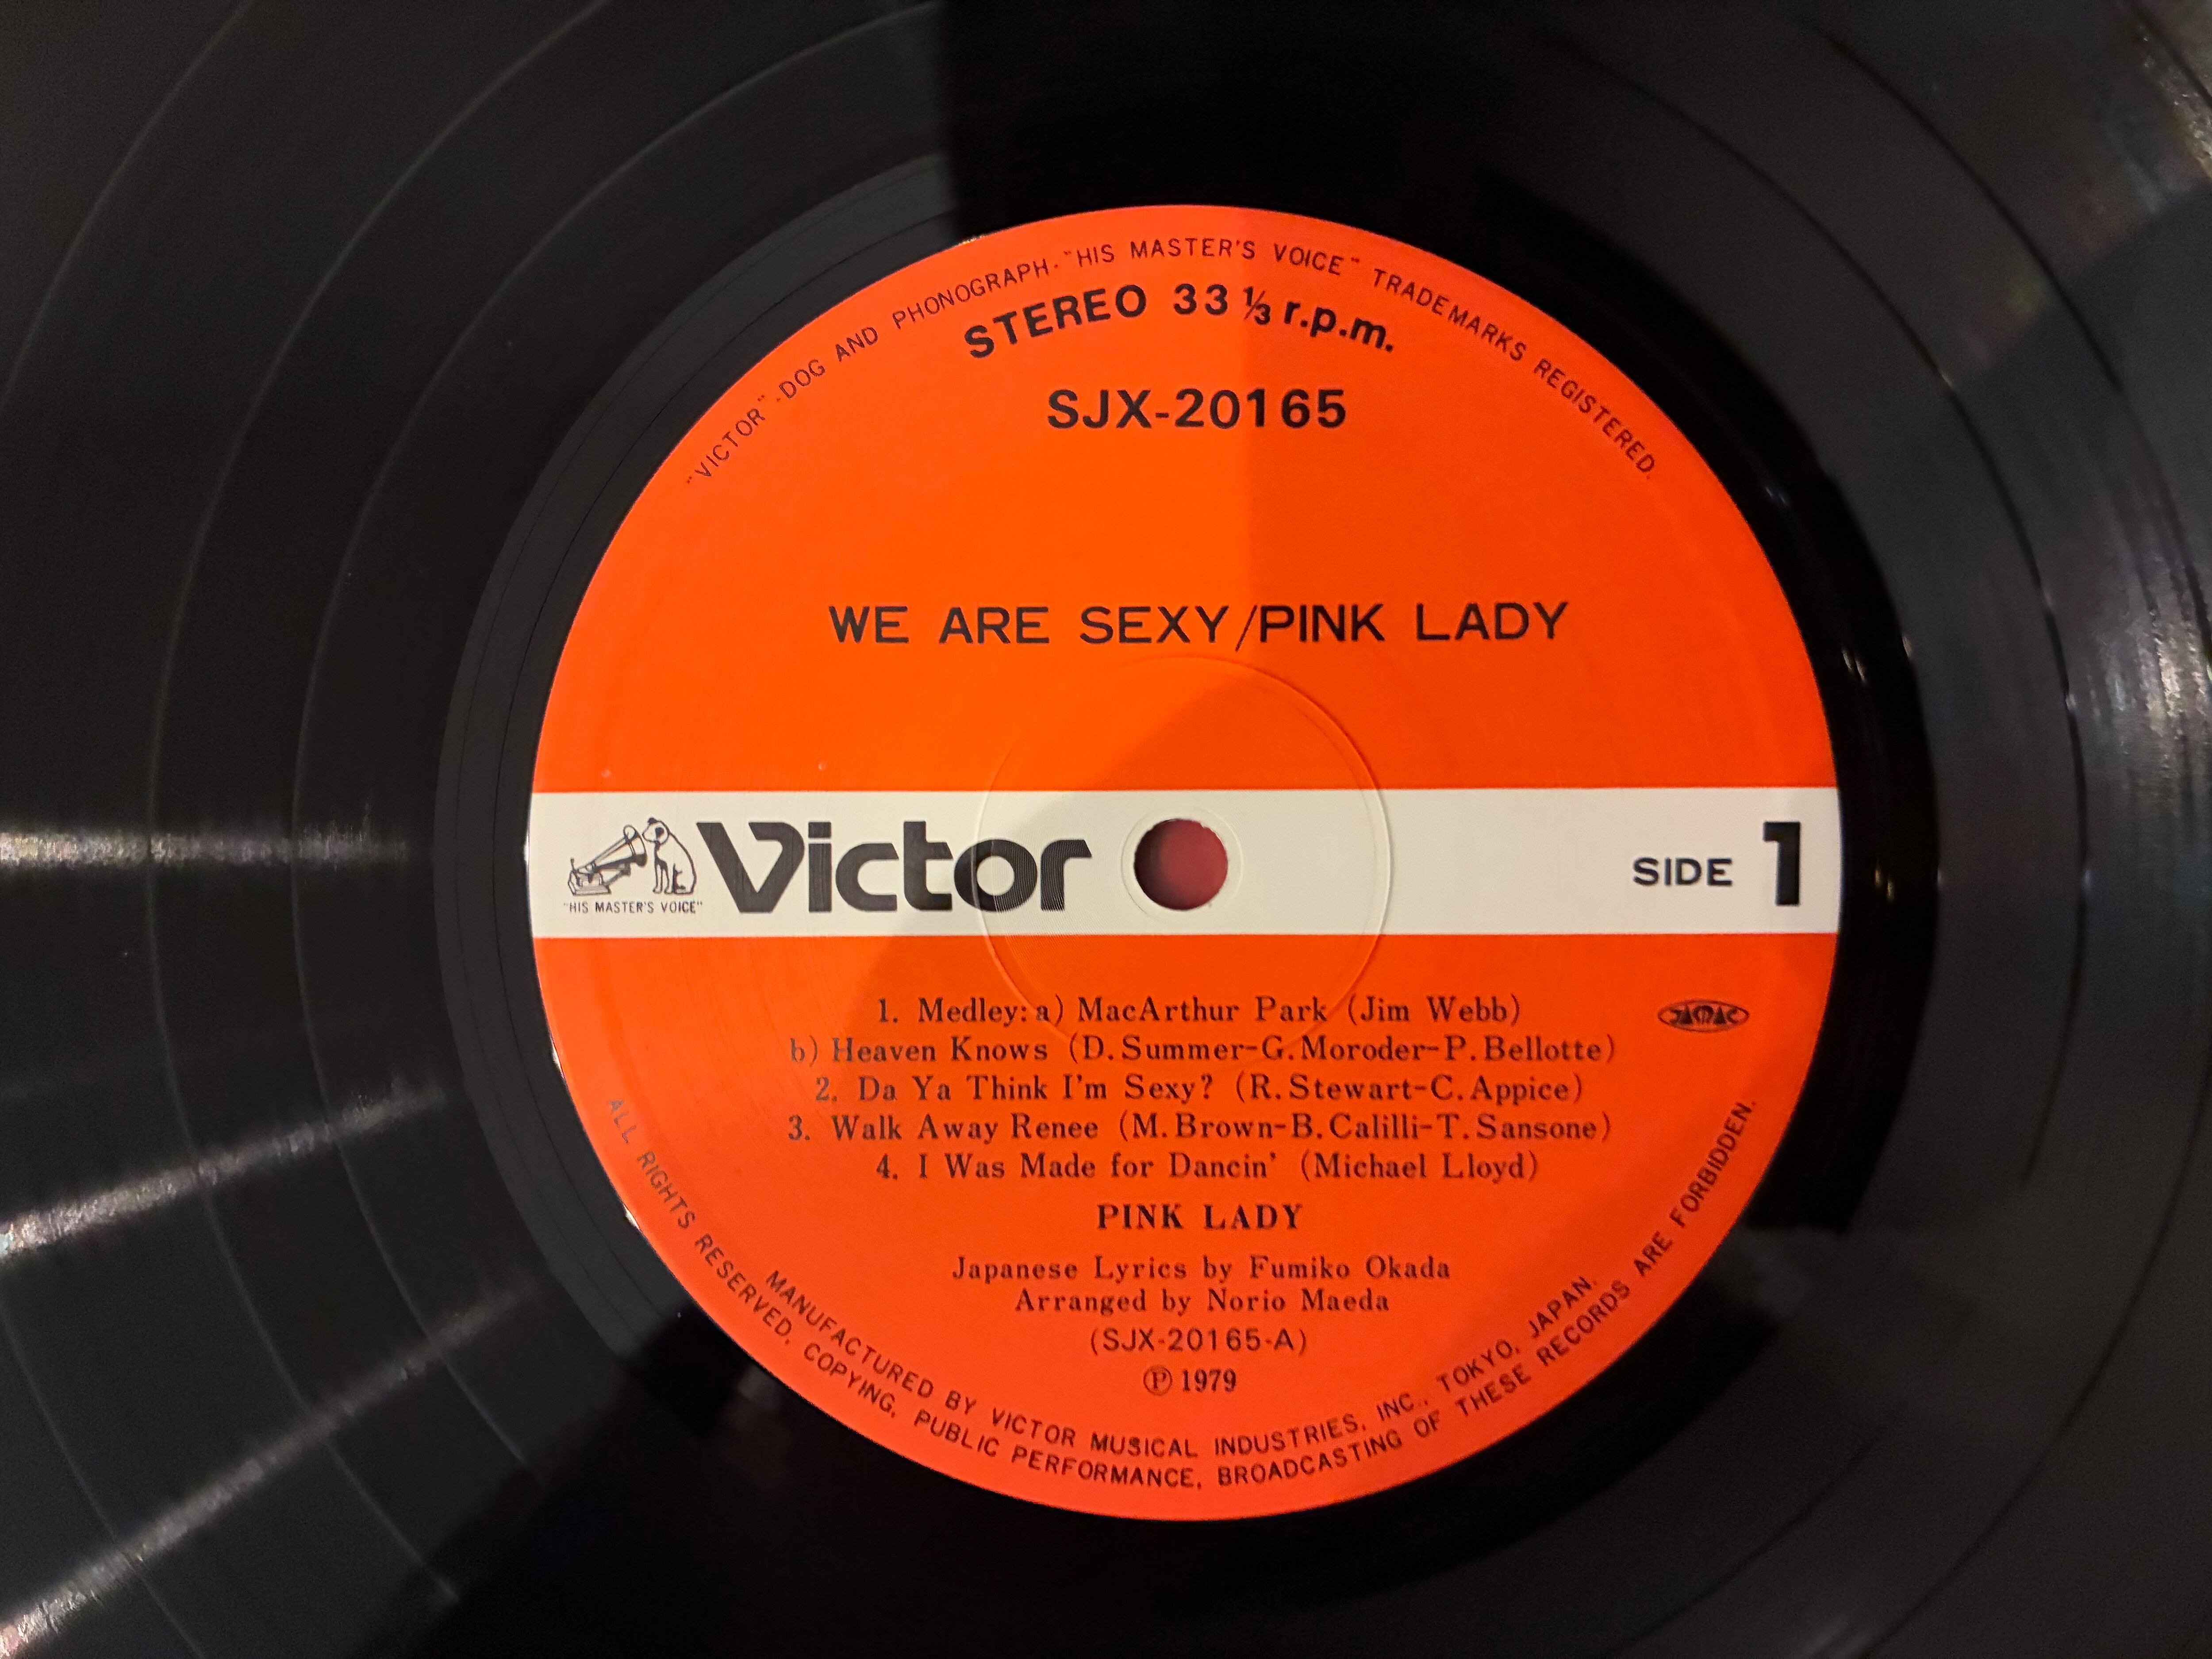 "VICTOR"-DOG AND PHONOGRAPH-"HIS MASTER'S VOICE" TRADEMARKS REGISTERED.
STEREO 33 ⅓ r.p.m.
SJX-20165
WE ARE SEXY/PINK LADY
"HIS MASTER'S VOICE"
Victor
SIDE 1
1. Medley: a) MacArthur Park (Jim Webb)
b) Heaven Knows (D. Summer-G. Moroder-P. Bellotte)
2. Da Ya Think I'm Sexy? (R. Stewart-C. Appice)
3. Walk Away Renee (M. Brown-B. Calilli-T. Sansone)
4. I Was Made for Dancin' (Michael Lloyd)
JASRAC
PINK LADY
Japanese Lyrics by Fumiko Okada
Arranged by Norio Maeda
(SJX-20165-A)
℗ 1979
MANUFACTURED BY VICTOR MUSICAL INDUSTRIES, INC., TOKYO, JAPAN.
ALL RIGHTS RESERVED. COPYING, PUBLIC PERFORMANCE, BROADCASTING OF THESE RECORDS ARE FORBIDDEN.